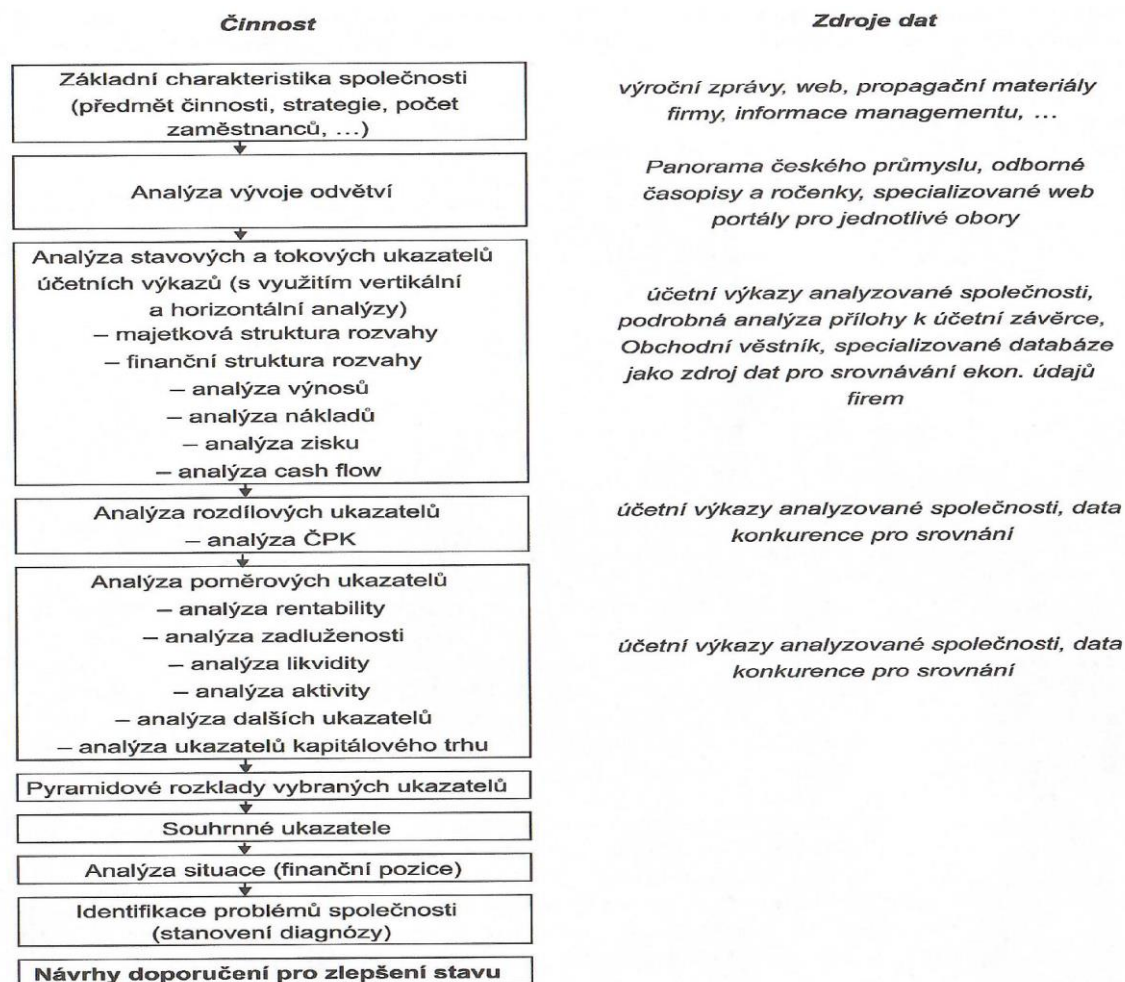 Činnost
Zdroje dat
Základní charakteristika společnosti
(předmět činnosti, strategie, počet
zaměstnanců, …)
výroční zprávy, web, propagační materiály
firmy, informace managementu, …
Analýza vývoje odvětví
Panorama českého průmyslu, odborné
časopisy a ročenky, specializované web
portály pro jednotlivé obory
Analýza stavových a tokových ukazatelů
účetních výkazů (s využitím vertikální
a horizontální analýzy)
– majetková struktura rozvahy
– finanční struktura rozvahy
– analýza výnosů
– analýza nákladů
– analýza zisku
– analýza cash flow
účetní výkazy analyzované společnosti,
podrobná analýza přílohy k účetní závěrce,
Obchodní věstník, specializované databáze
jako zdroj dat pro srovnávání ekon. údajů
firem
Analýza rozdílových ukazatelů
– analýza ČPK
účetní výkazy analyzované společnosti, data
konkurence pro srovnání
Analýza poměrových ukazatelů
– analýza rentability
– analýza zadluženosti
– analýza likvidity
– analýza aktivity
– analýza dalších ukazatelů
– analýza ukazatelů kapitálového trhu
účetní výkazy analyzované společnosti, data
konkurence pro srovnání
Pyramidové rozklady vybraných ukazatelů
Souhrnné ukazatele
Analýza situace (finanční pozice)
Identifikace problémů společnosti
(stanovení diagnózy)
Návrhy doporučení pro zlepšení stavu